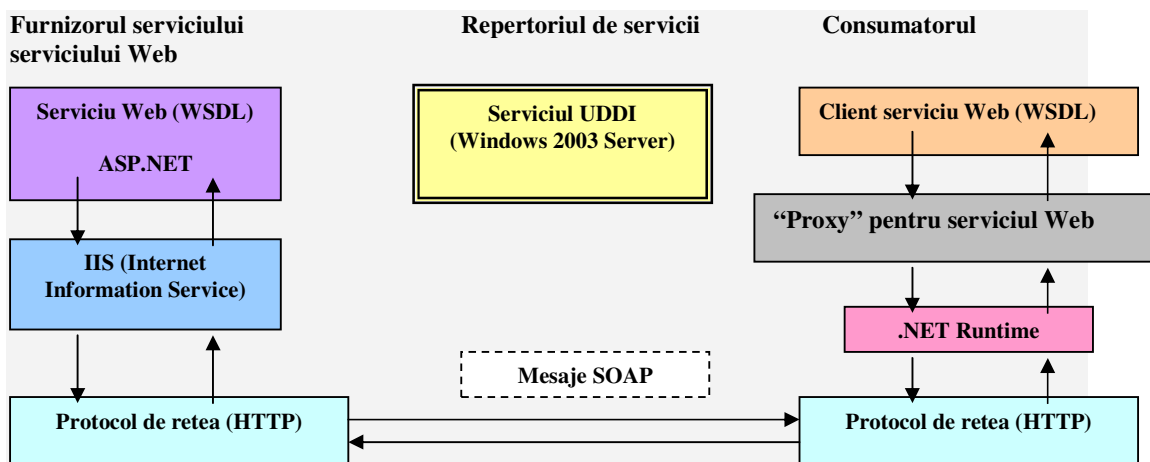 Furnizorul serviciului
serviciului Web
Repertoriul de servicii
Consumatorul
Serviciu Web (WSDL)
ASP.NET
Serviciul UDDI
(Windows 2003 Server)
Client serviciu Web (WSDL)
“Proxy” pentru serviciul Web
IIS (Internet
Information Service)
.NET Runtime
Mesaje SOAP
Protocol de retea (HTTP)
Protocol de retea (HTTP)